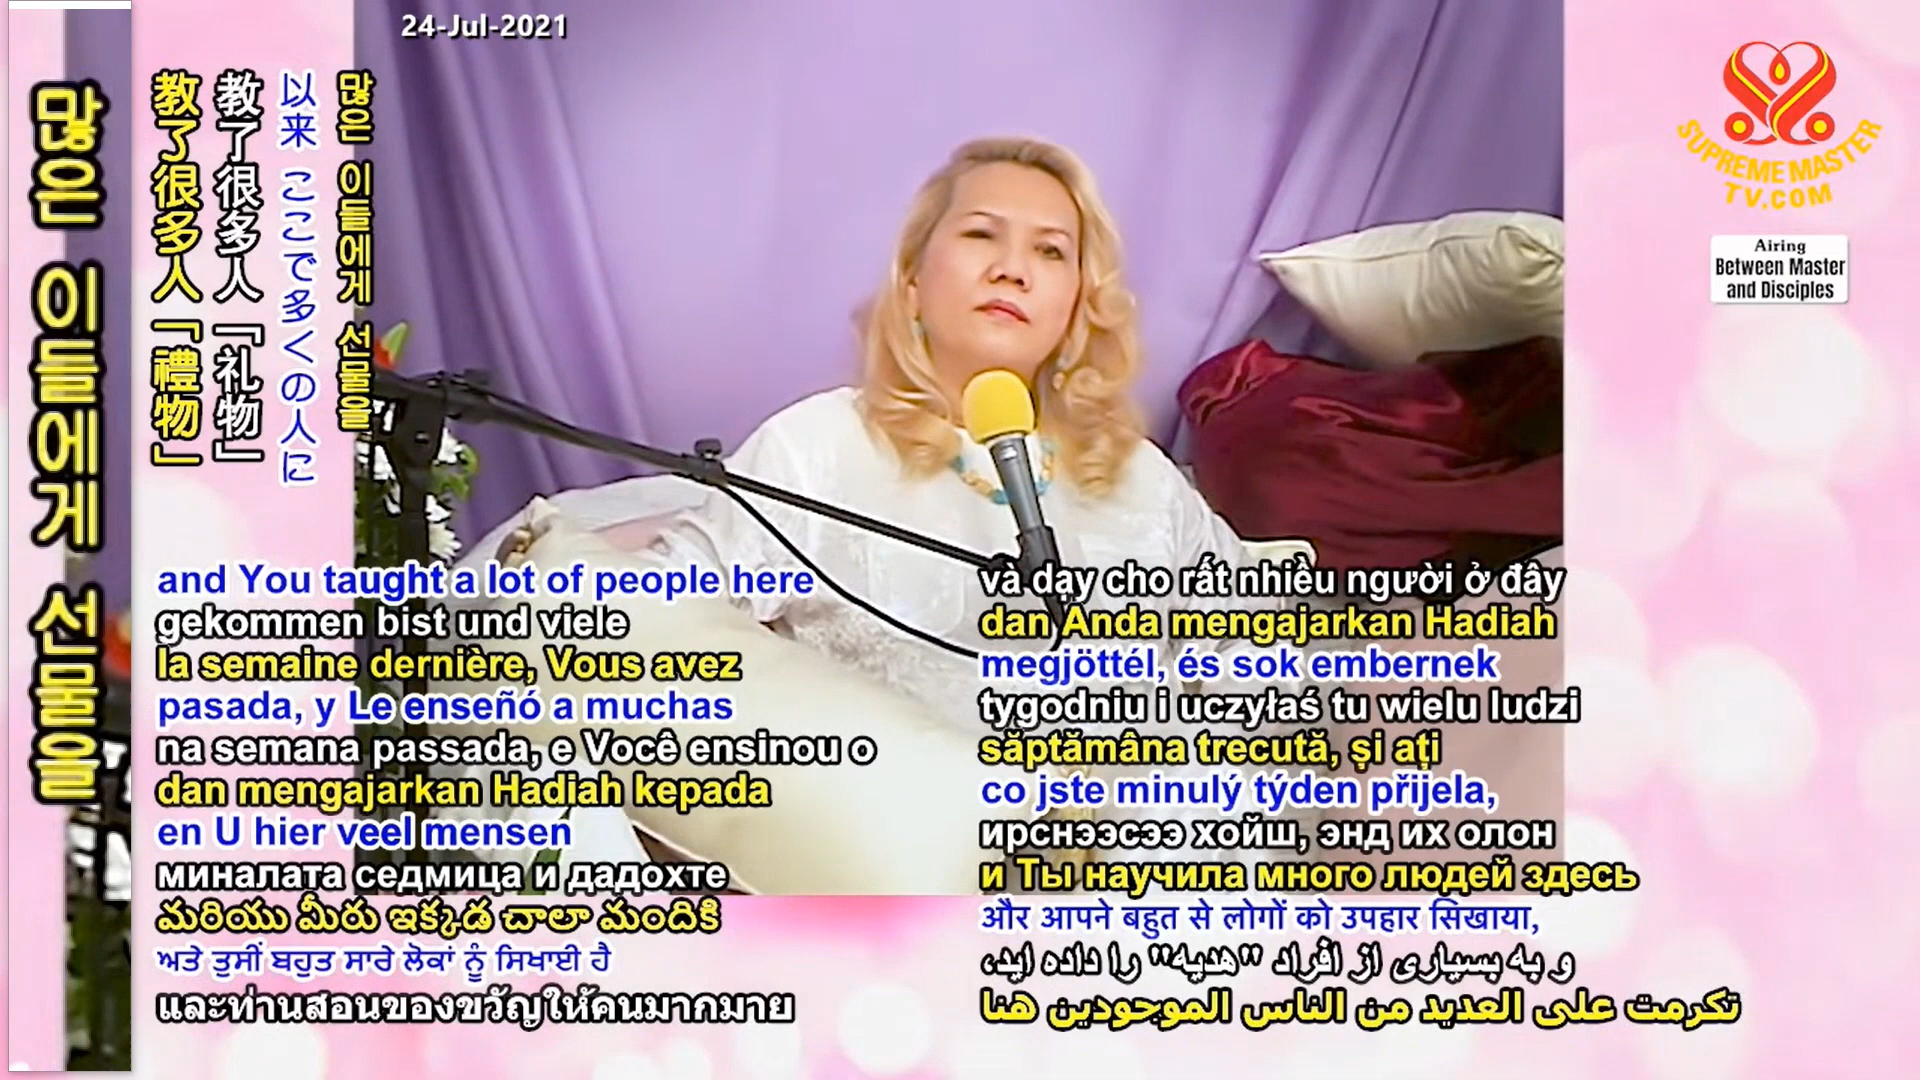 24-Jul-2021
많은 이들에게 선물을
教了很多人「禮物」
教了很多人「礼物」
以来 ここで多くの人に
많은 이들에게 선물을
SUPREME MASTER
TV.COM
Airing
Between Master
and Disciples
and You taught a lot of people here
gekommen bist und viele
la semaine dernière, Vous avez
pasada, y Le enseñó a muchas
na semana passada, e Você ensinou o
dan mengajarkan Hadiah kepada
en U hier veel mensen
миналата седмица и дадохте
మరియు మీరు ఇక్కడ చాలా మందికి
ਅਤੇ ਤੁਸੀਂ ਬਹੁਤ ਸਾਰੇ ਲੋਕਾਂ ਨੂੰ ਸਿਖਾਈ ਹੈ
และท่านสอนของขวัญให้คนมากมาย
và dạy cho rất nhiều người ở đây
dan Anda mengajarkan Hadiah
megjöttél, és sok embernek
tygodniu i uczyłaś tu wielu ludzi
săptămâna trecută, și ați
co jste minulý týden přijela,
ирснээсээ хойш, энд их олон
и Ты научила много людей здесь
और आपने बहुत से लोगों को उपहार सिखाया,
و به بسیاری از افراد "هدیه" را داده اید،
تكرمت على العديد من الناس الموجودين هنا